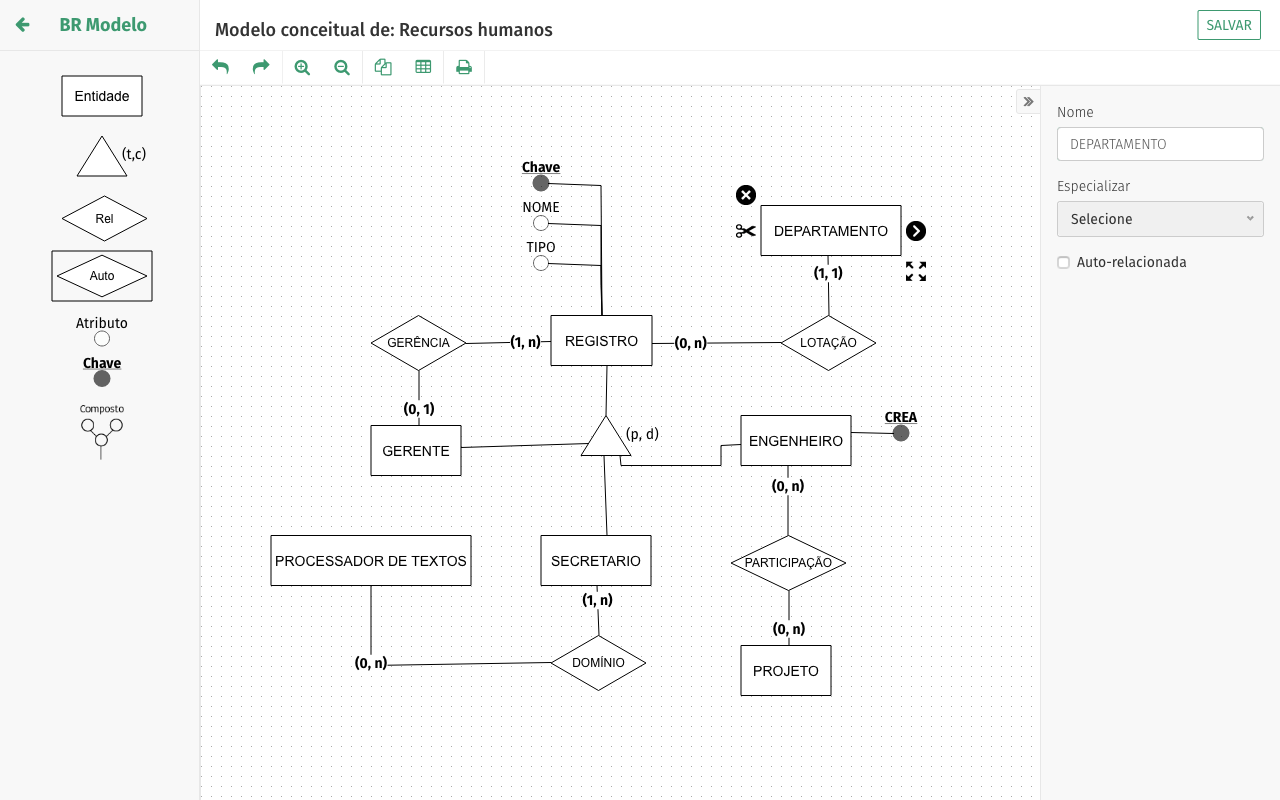 BR Modelo
Modelo conceitual de: Recursos humanos
SALVAR
Entidade
(t,c)
Rel
Auto
Atributo
Chave
Composto
Chave
NOME
TIPO
DEPARTAMENTO
(1, 1)
GERÊNCIA
(1, n)
REGISTRO
(0, n)
LOTAÇÃO
(0, 1)
GERENTE
(p, d)
ENGENHEIRO
CREA
(0, n)
PROCESSADOR DE TEXTOS
SECRETARIO
PARTICIPAÇÃO
(1, n)
(0, n)
(0, n)
DOMÍNIO
PROJETO
Nome
DEPARTAMENTO
Especializar
Selecione
Auto-relacionada